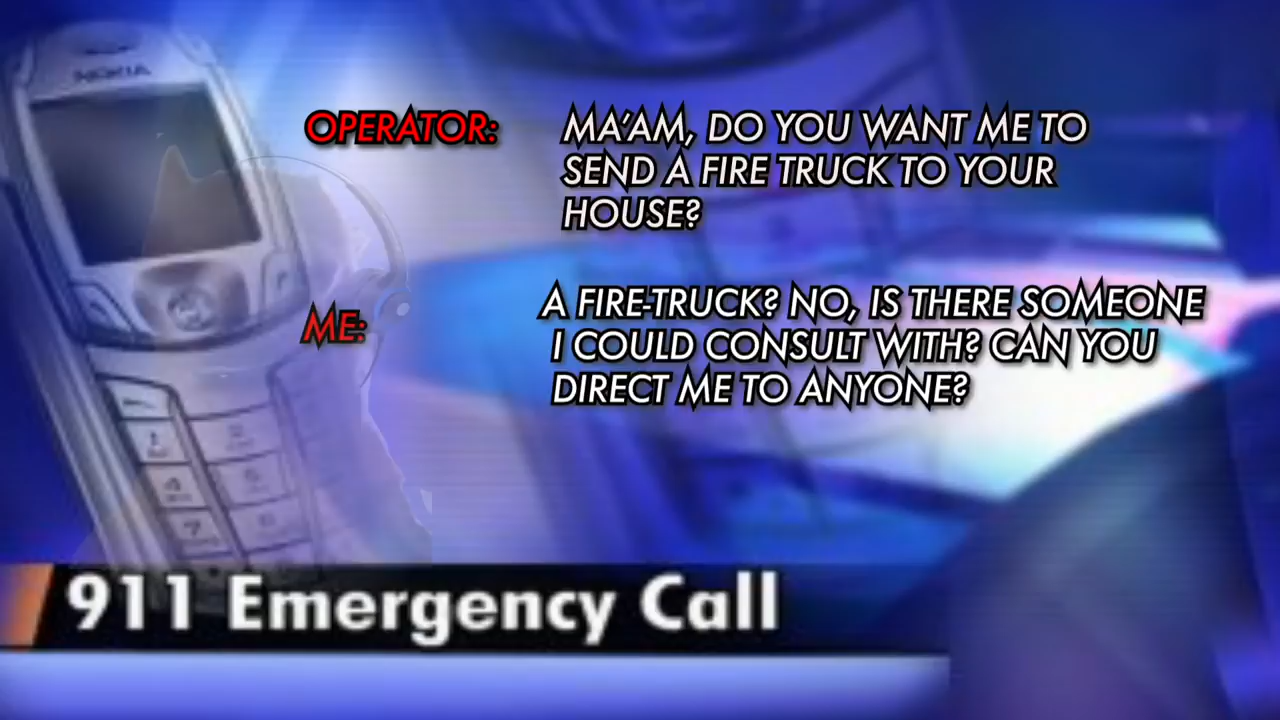 NOKIA
OPERATOR: MA'AM, DO YOU WANT ME TO
SEND A FIRE TRUCK TO YOUR
HOUSE?
ME: A FIRE-TRUCK? NO, IS THERE SOMEONE
I COULD CONSULT WITH? CAN YOU
DIRECT ME TO ANYONE?
911 Emergency Call